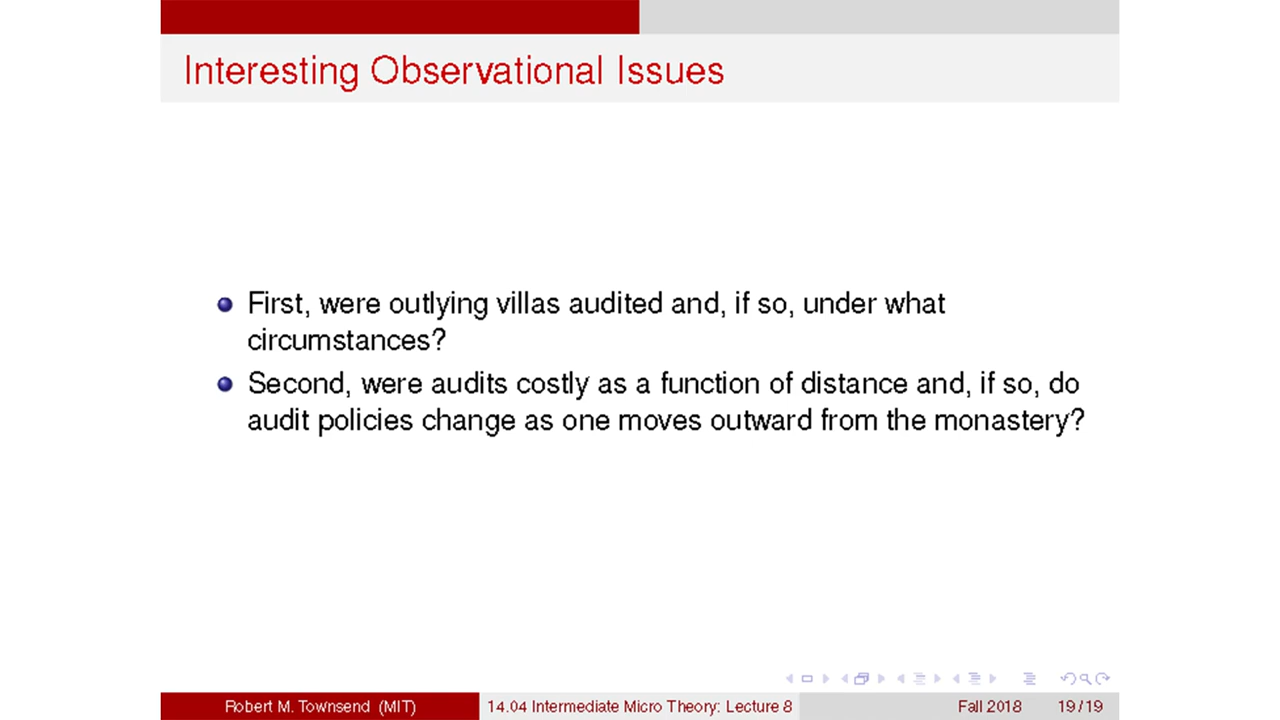 Interesting Observational Issues
First, were outlying villas audited and, if so, under what
circumstances?
Second, were audits costly as a function of distance and, if so, do
audit policies change as one moves outward from the monastery?
Robert M. Townsend (MIT) 14.04 Intermediate Micro Theory: Lecture 8 Fall 2018 19/19